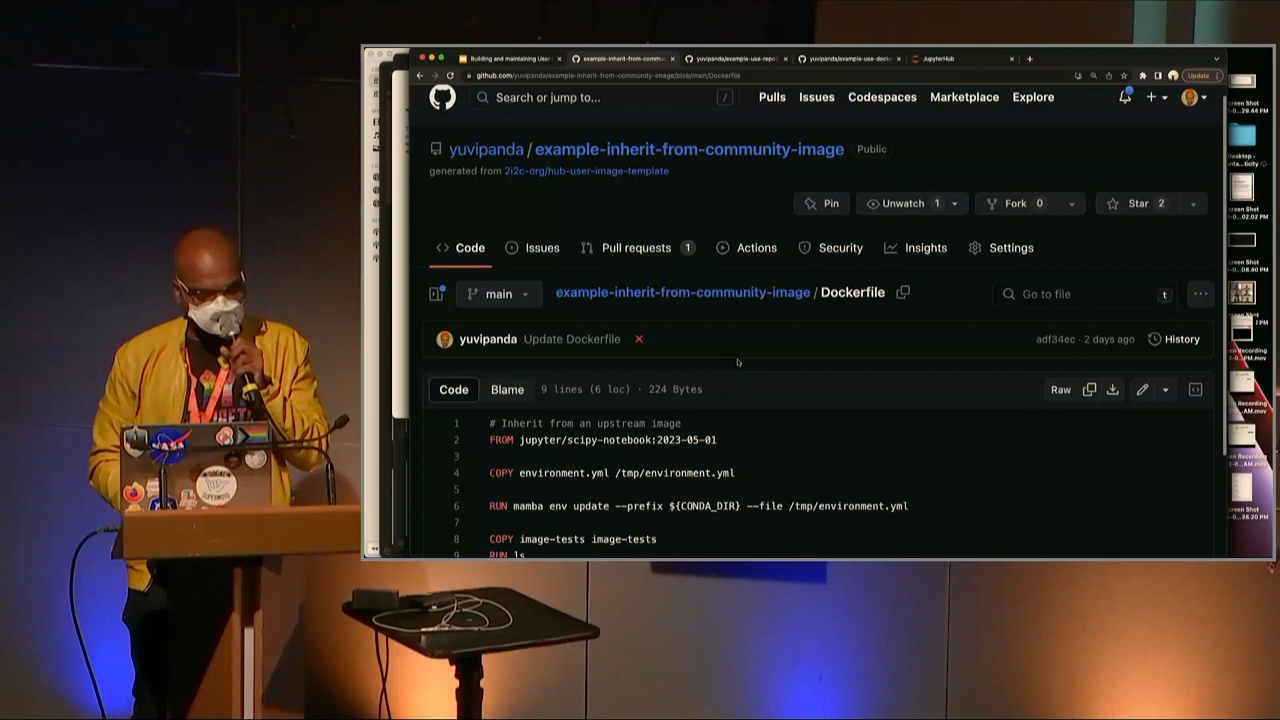 Building and maintaining User
example-inherit-from-commu
yuvipanda/example-use-repo2
yuvipanda/example-use-dock
JupyterHub
github.com/yuvipanda/example-inherit-from-community-image/blob/main/Dockerfile
Update
Search or jump to...
/
Pulls
Issues
Codespaces
Marketplace
Explore
yuvipanda / example-inherit-from-community-image
Public
generated from 2i2c-org/hub-user-image-template
Pin
Unwatch 1
Fork 0
Star 2
Code
Issues
Pull requests 1
Actions
Security
Insights
Settings
main
example-inherit-from-community-image / Dockerfile
Go to file
t
yuvipanda Update Dockerfile
adf34ec · 2 days ago
History
Code
Blame
9 lines (6 loc) · 224 Bytes
Raw
1 # Inherit from an upstream image
2 FROM jupyter/scipy-notebook:2023-05-01
3
4 COPY environment.yml /tmp/environment.yml
5
6 RUN mamba env update --prefix ${CONDA_DIR} --file /tmp/environment.yml
7
8 COPY image-tests image-tests
9 RUN ls
NASA